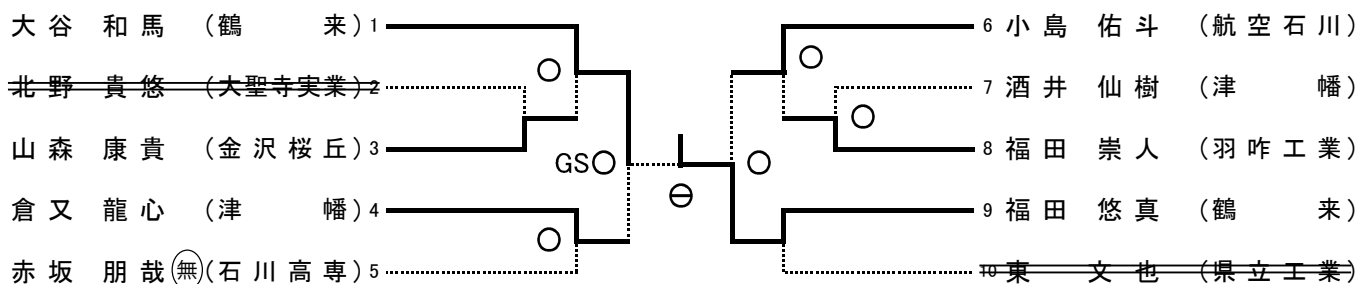 大谷 和馬 (鶴 来) 1
北野 貴悠 (大聖寺実業) 2
山森 康貴 (金沢桜丘) 3
倉又 龍心 (津 幡) 4
赤坂 朋哉 無 (石川高専) 5
GS
6 小島 佑斗 (航空石川)
7 酒井 仙樹 (津 幡)
8 福田 崇人 (羽咋工業)
9 福田 悠真 (鶴 来)
10 東 文也 (県立工業)